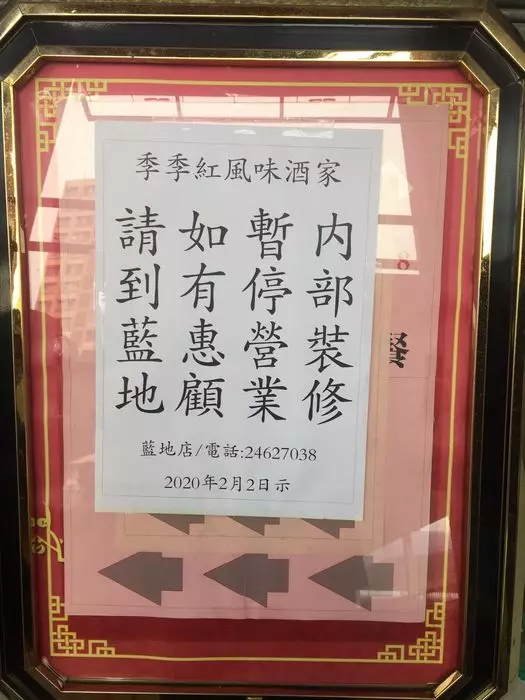 季季紅風味酒家
內部裝修
暫停營業
如有惠顧
請到藍地
藍地店/電話:24627038
2020年2月2日示
8